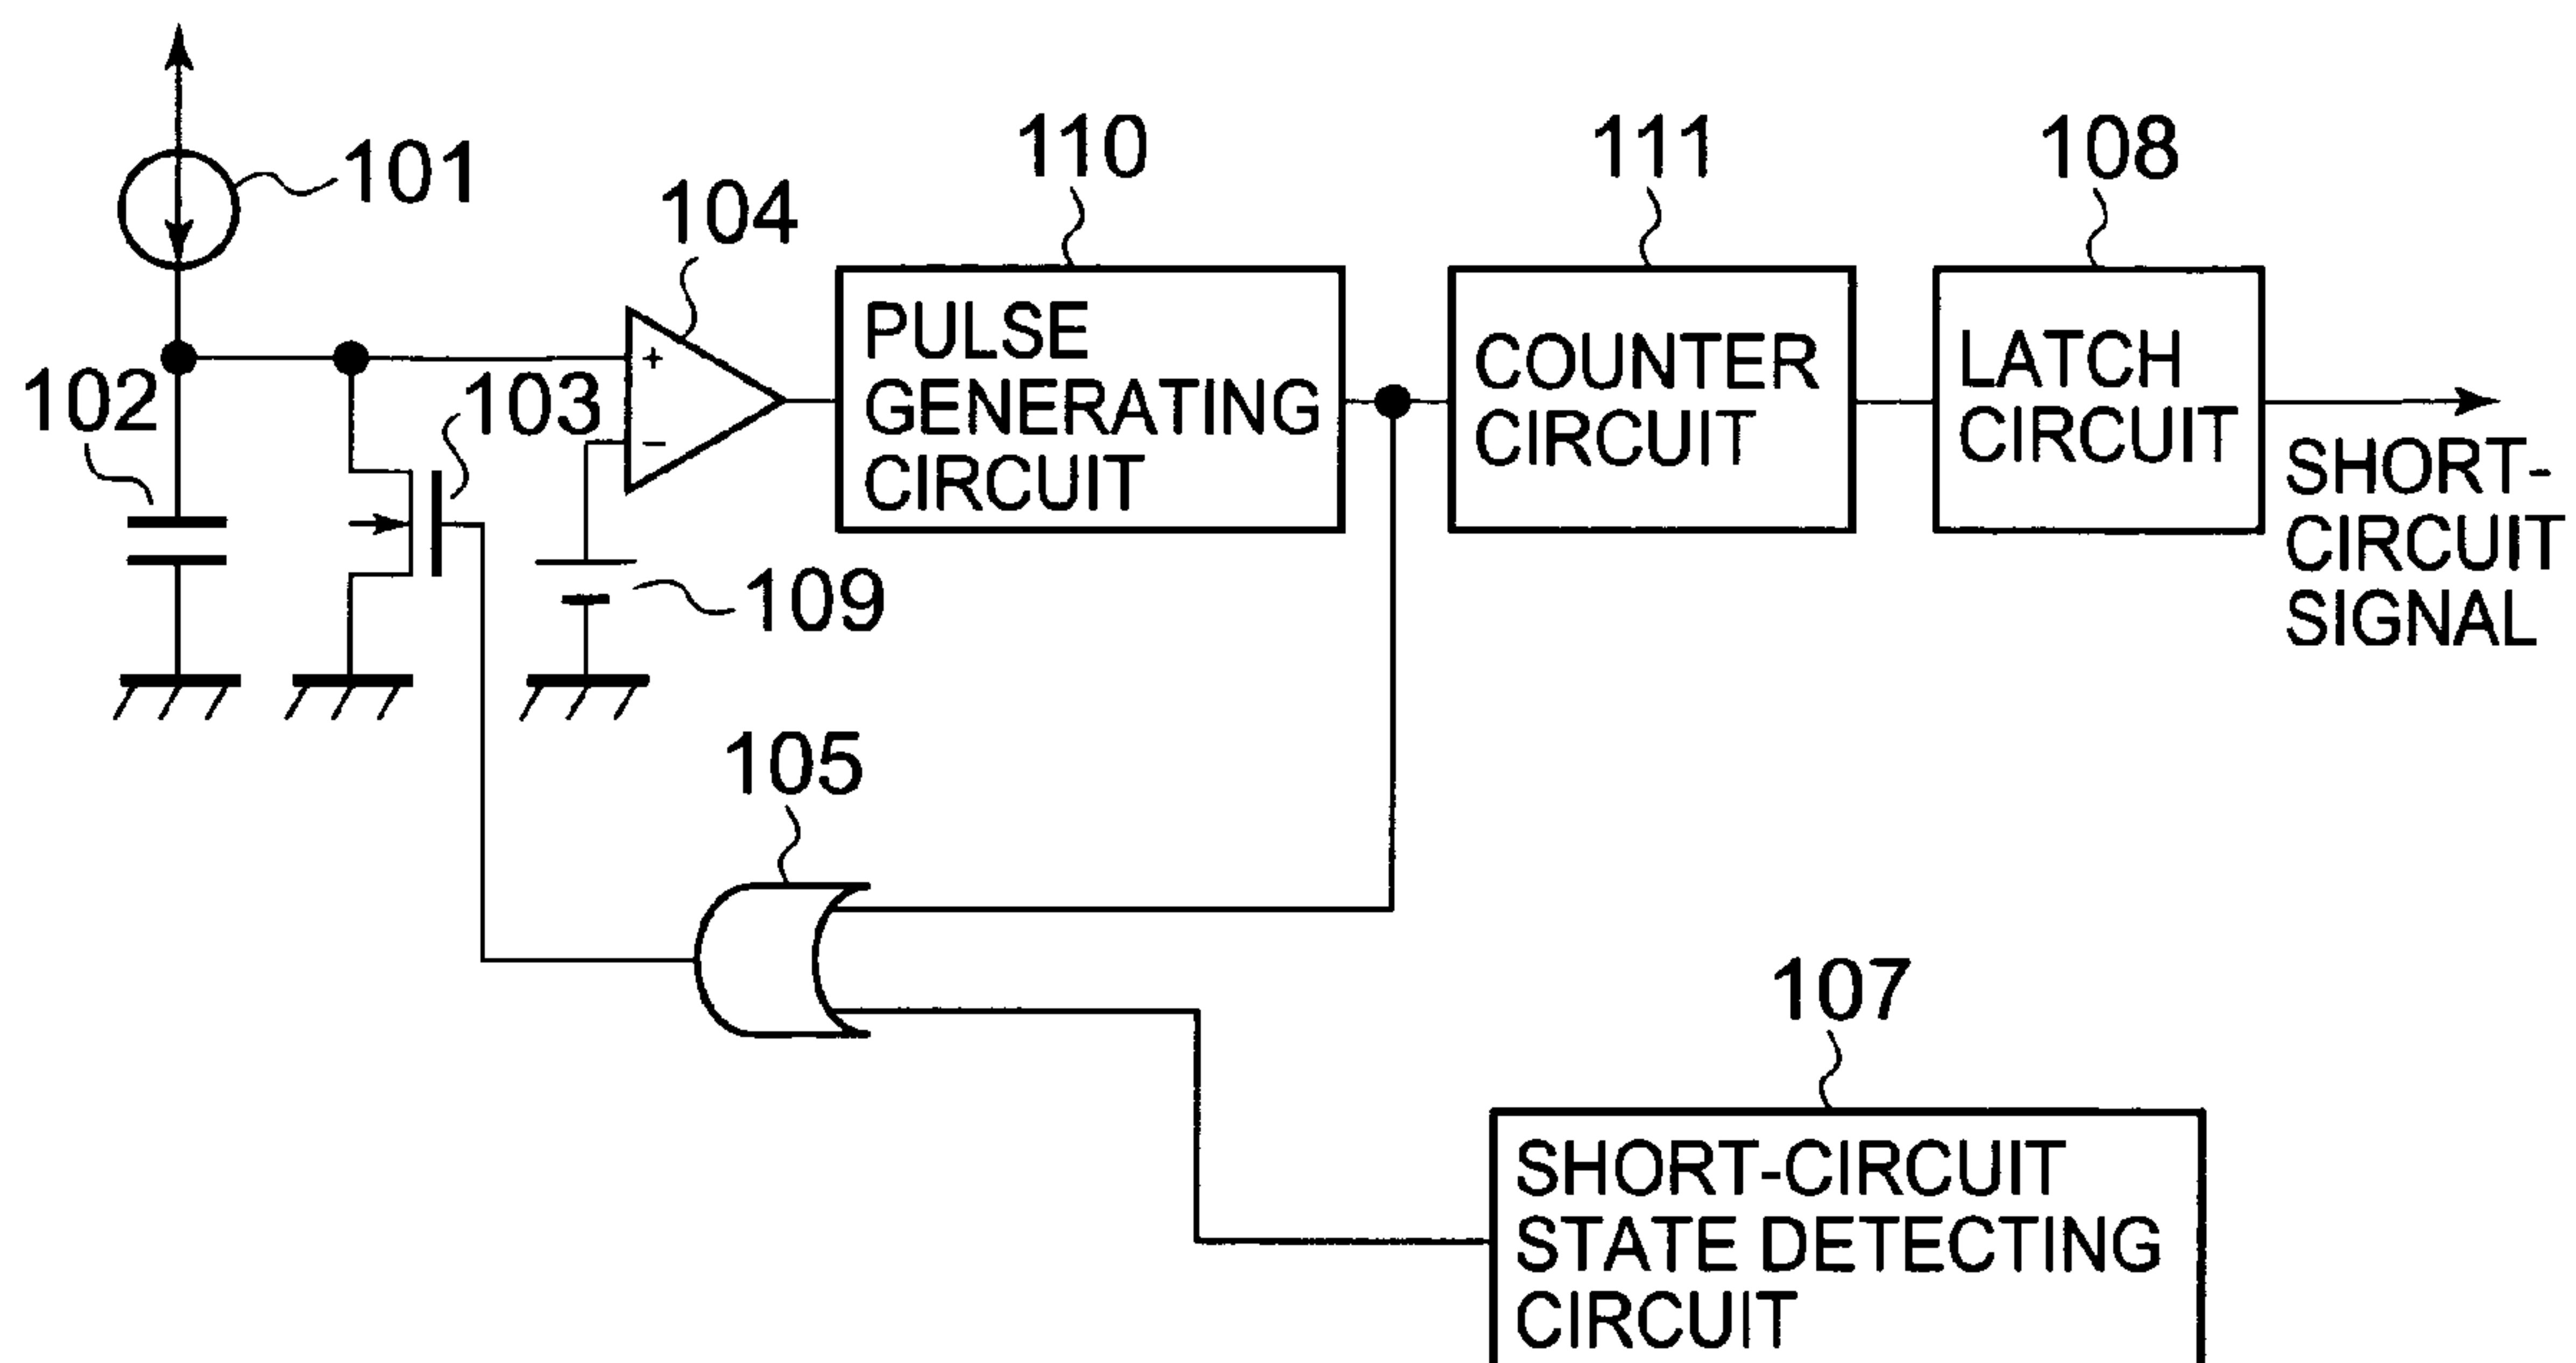 101
110
111
108
104
102
103
+
−
PULSE
GENERATING
CIRCUIT
COUNTER
CIRCUIT
LATCH
CIRCUIT
SHORT-
CIRCUIT
SIGNAL
109
105
107
SHORT-CIRCUIT
STATE DETECTING
CIRCUIT